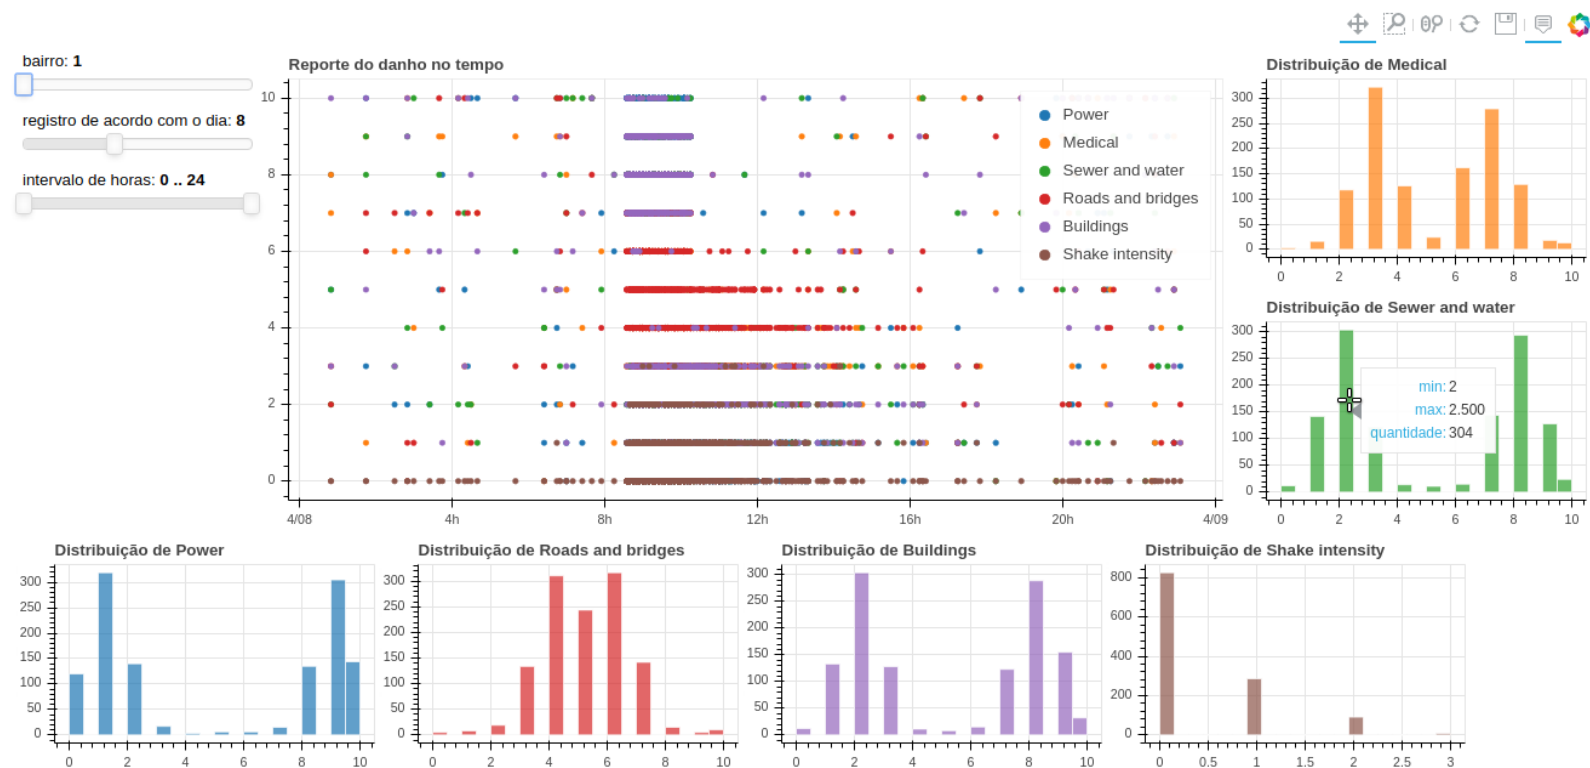 bairro: 1
registro de acordo com o dia: 8
intervalo de horas: 0 .. 24
Reporte do danho no tempo
10
8
6
4
2
0
4/08 4h 8h 12h 16h 20h 4/09
Power
Medical
Sewer and water
Roads and bridges
Buildings
Shake intensity
Distribuição de Medical
300
250
200
150
100
50
0
0 2 4 6 8 10
Distribuição de Sewer and water
300
250
200
150
100
50
0
0 2 4 6 8 10
min: 2
max: 2.500
quantidade: 304
Distribuição de Power
300
250
200
150
100
50
0
0 2 4 6 8 10
Distribuição de Roads and bridges
300
250
200
150
100
50
0
0 2 4 6 8 10
Distribuição de Buildings
300
250
200
150
100
50
0
0 2 4 6 8 10
Distribuição de Shake intensity
800
600
400
200
0
0 0.5 1 1.5 2 2.5 3